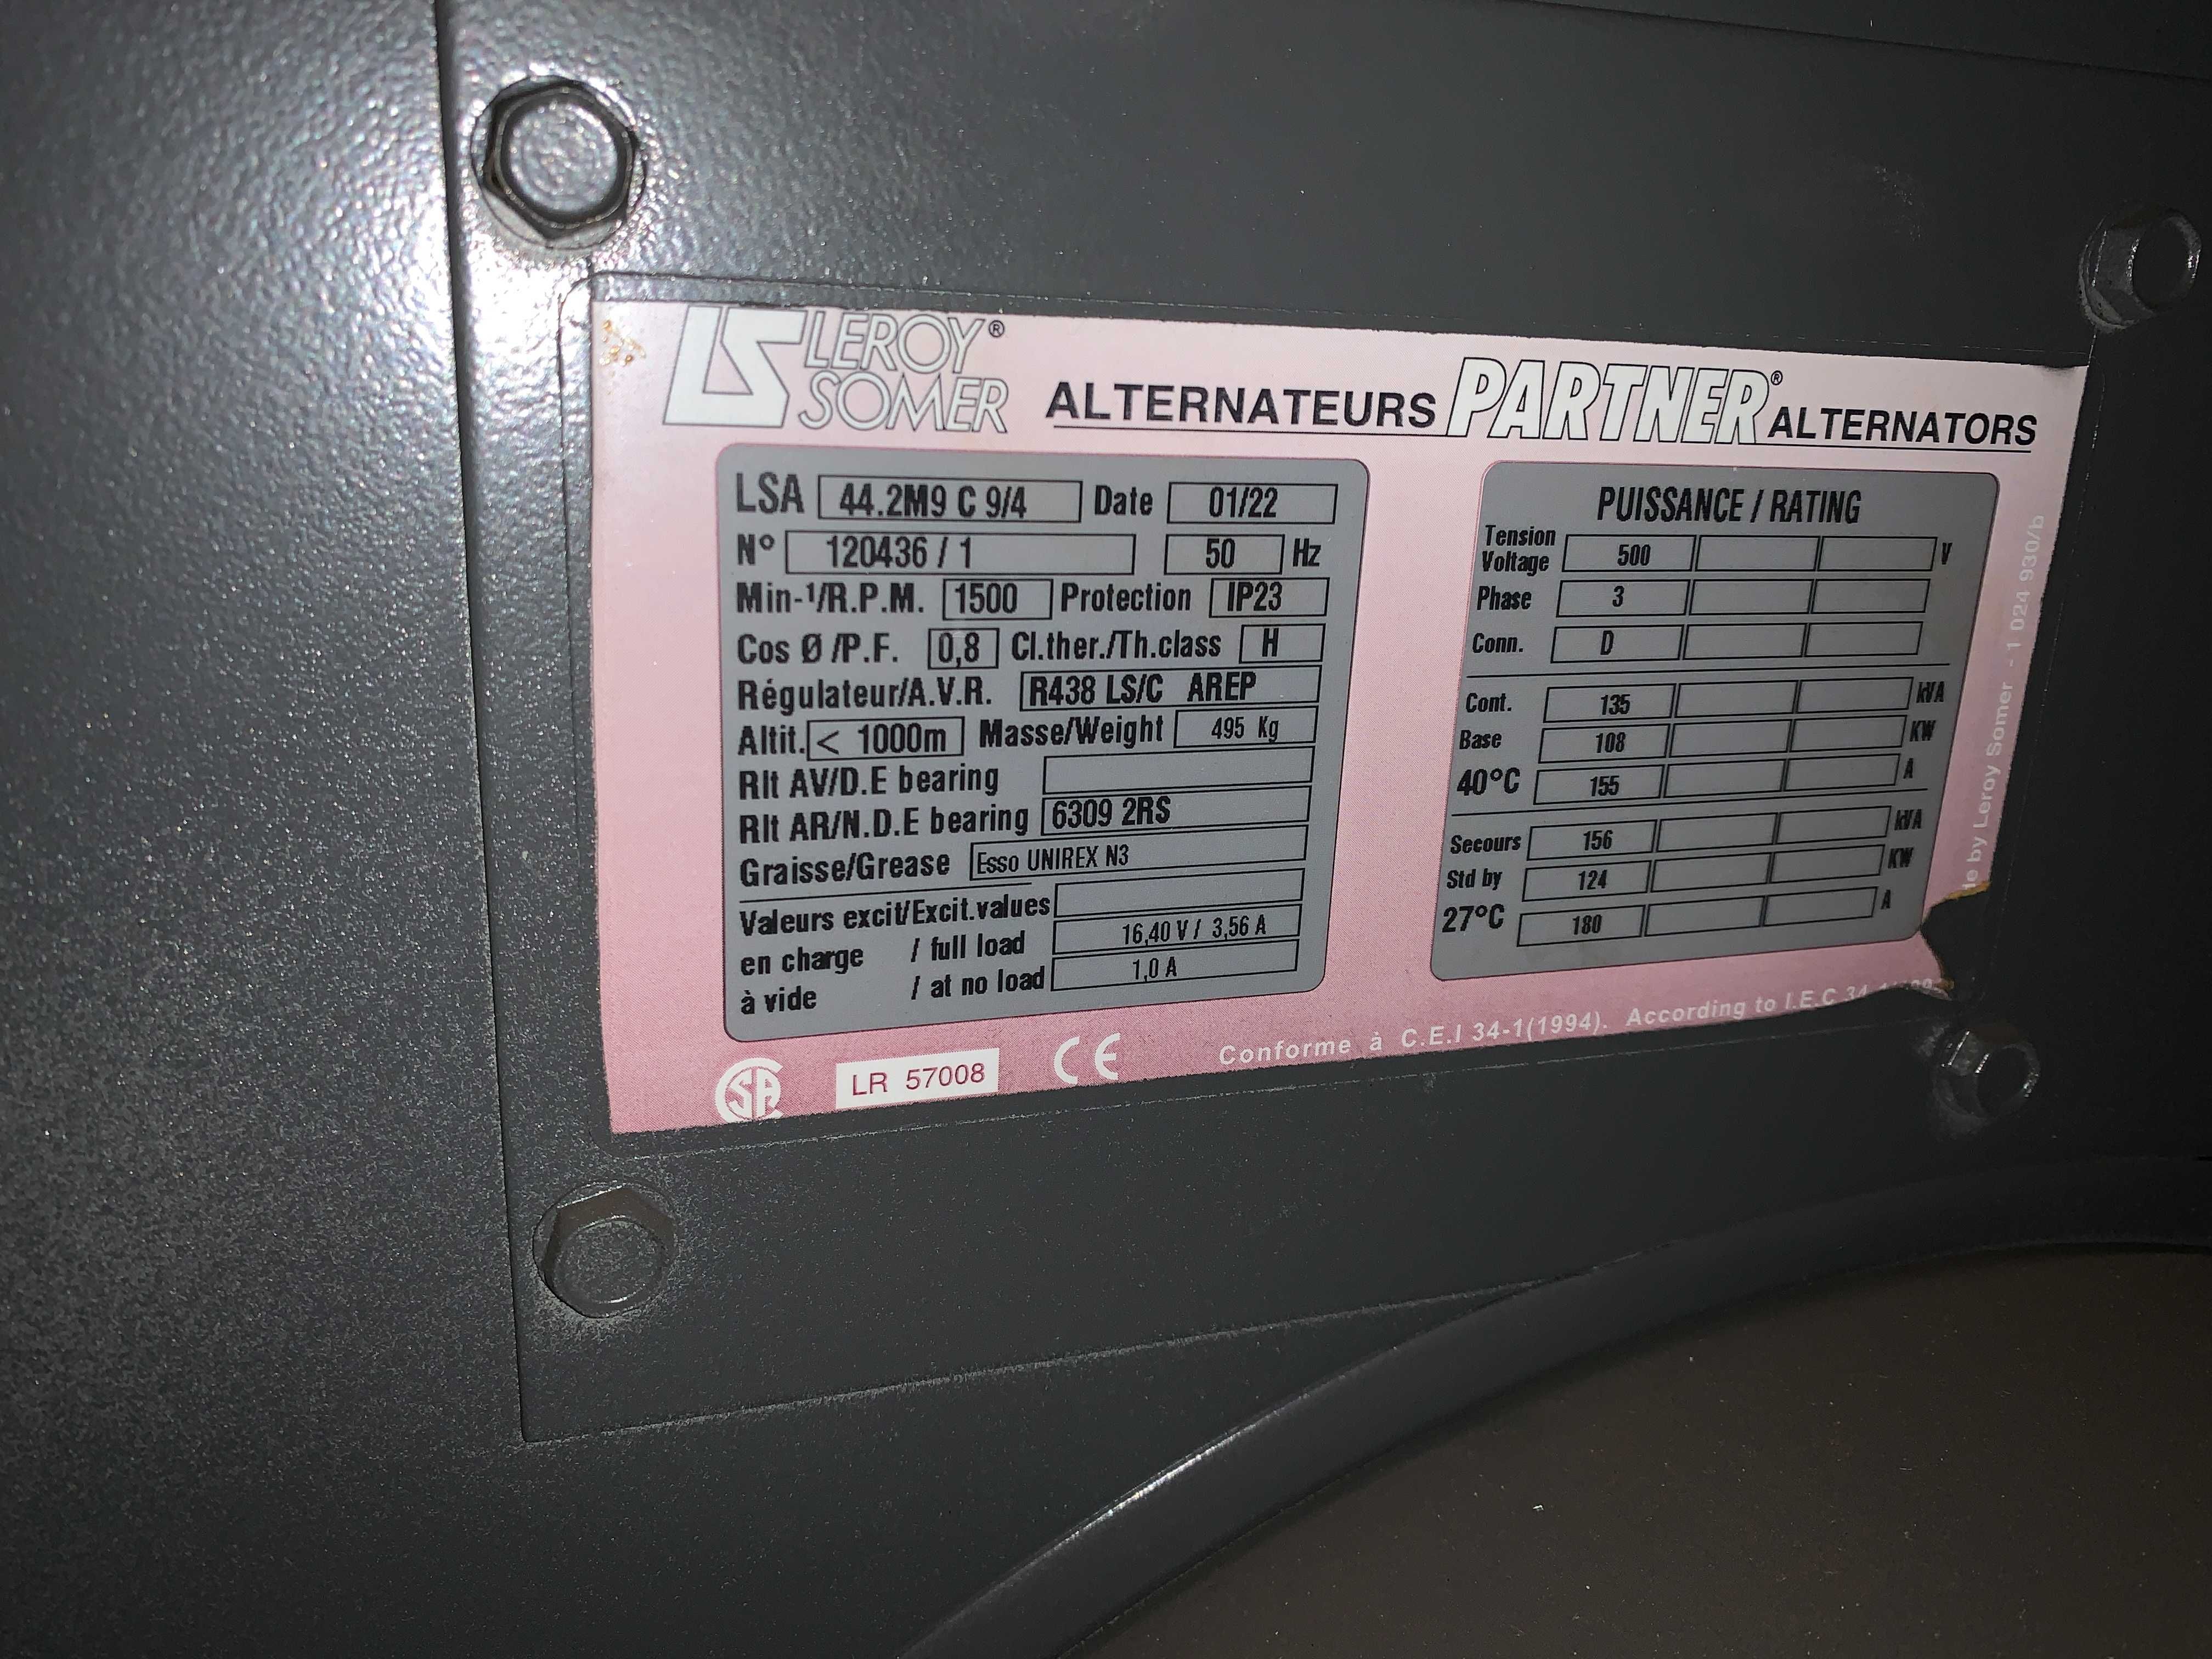 LEROY®
SOMER
ALTERNATEURS PARTNER® ALTERNATORS
LSA 44.2M9 C 9/4 Date 01/22
N° 120436 / 1 50 Hz
Min-¹/R.P.M. 1500 Protection IP23
Cos Ø /P.F. 0,8 Cl.ther./Th.class H
Régulateur/A.V.R. R438 LS/C AREP
Altit. < 1000m Masse/Weight 495 Kg
Rlt AV/D.E bearing
Rlt AR/N.D.E bearing 6309 2RS
Graisse/Grease Esso UNIREX N3
Valeurs excit/Excit.values
en charge / full load 16,40 V / 3,56 A
à vide / at no load 1,0 A
PUISSANCE / RATING
Tension
Voltage 500 V
Phase 3
Conn. D
Cont. 135 kVA
Base 108 KW
40°C 155 A
Secours 156 kVA
Std by 124 KW
27°C 180 A
by Leroy Somer - 1 024 930/b
SA LR 57008 CE Conforme à C.E.I 34-1(1994). According to I.E.C